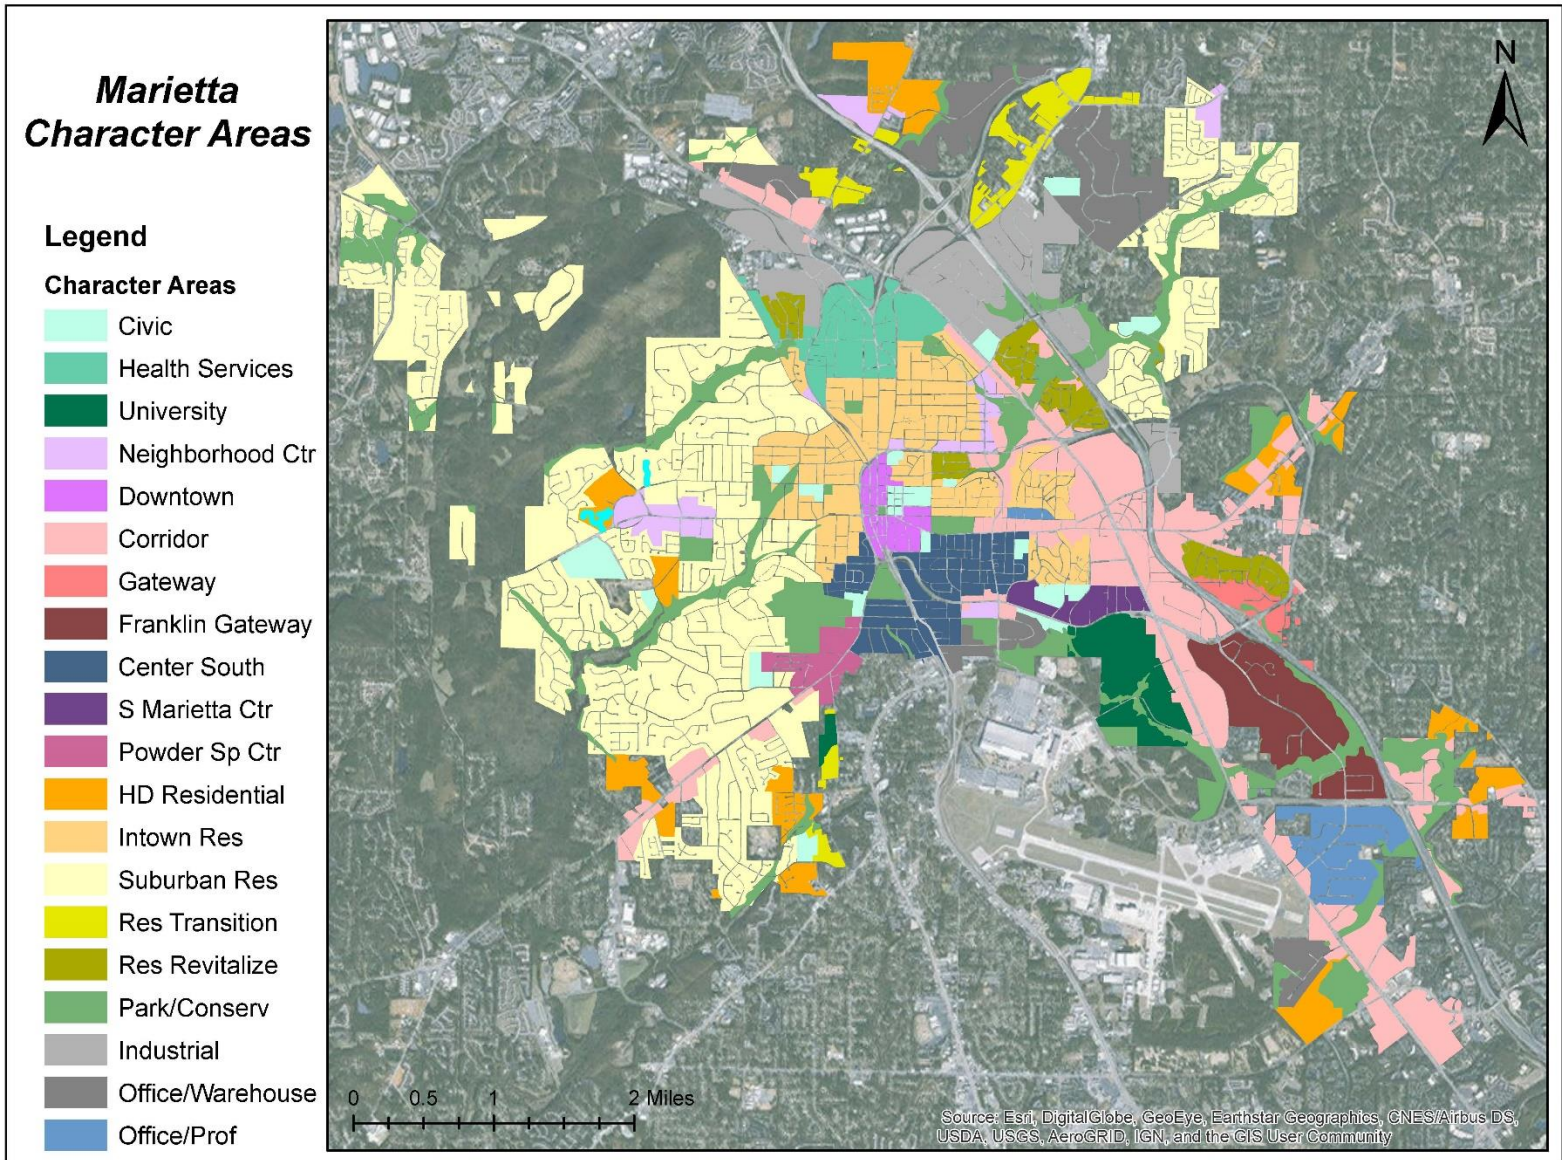 Marietta
Character Areas
Legend
Character Areas
Civic
Health Services
University
Neighborhood Ctr
Downtown
Corridor
Gateway
Franklin Gateway
Center South
S Marietta Ctr
Powder Sp Ctr
HD Residential
Intown Res
Suburban Res
Res Transition
Res Revitalize
Park/Conserv
Industrial
Office/Warehouse
Office/Prof
N
0 0.5 1 2 Miles
Source: Esri, DigitalGlobe, GeoEye, Earthstar Geographics, CNES/Airbus DS,
USDA, USGS, AeroGRID, IGN, and the GIS User Community